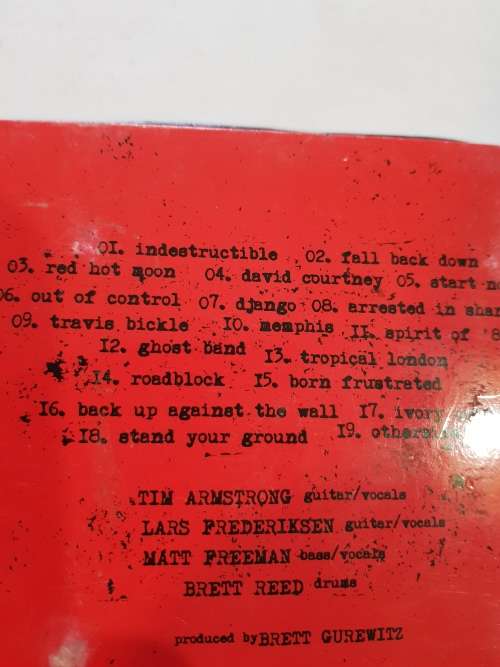 01. indestructible 02. fall back down
03. red hot moon 04. david courtney 05. start
06. out of control 07. django 08. arrested in
09. travis bickle 10. memphis 11. spirit of
12. ghost band 13. tropical london
14. roadblock 15. born frustrated
16. back up against the wall 17. ivory
18. stand your ground 19.
TIM ARMSTRONG guitar/vocals
LARS FREDERIKSEN guitar/vocals
MATT FREEMAN bass/vocals
BRETT REED drums
produced by BRETT GUREWITZ